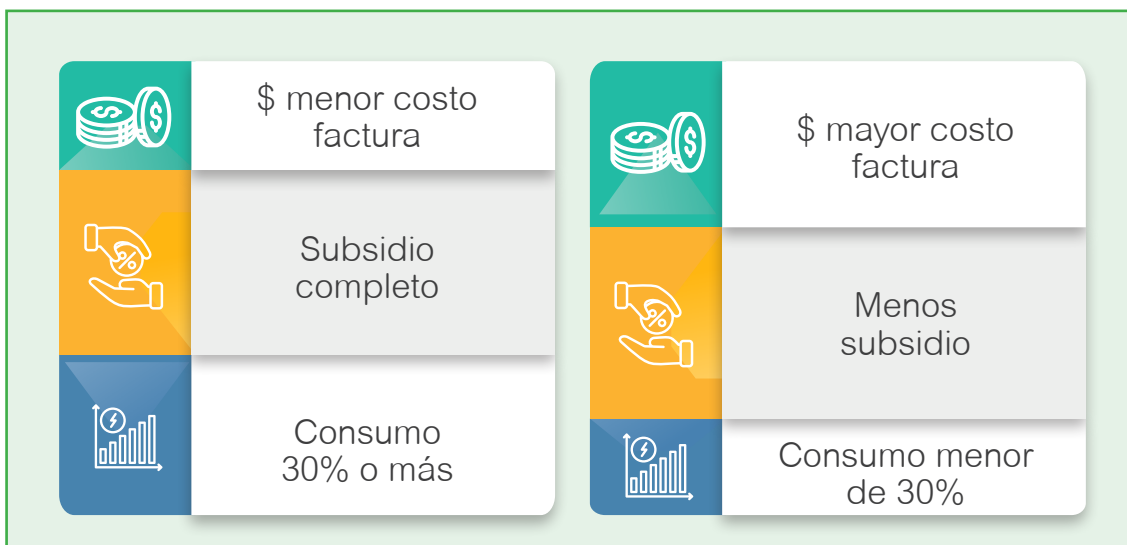 $ menor costo
factura
Subsidio
completo
Consumo
30% o más
$ mayor costo
factura
Menos
subsidio
Consumo menor
de 30%